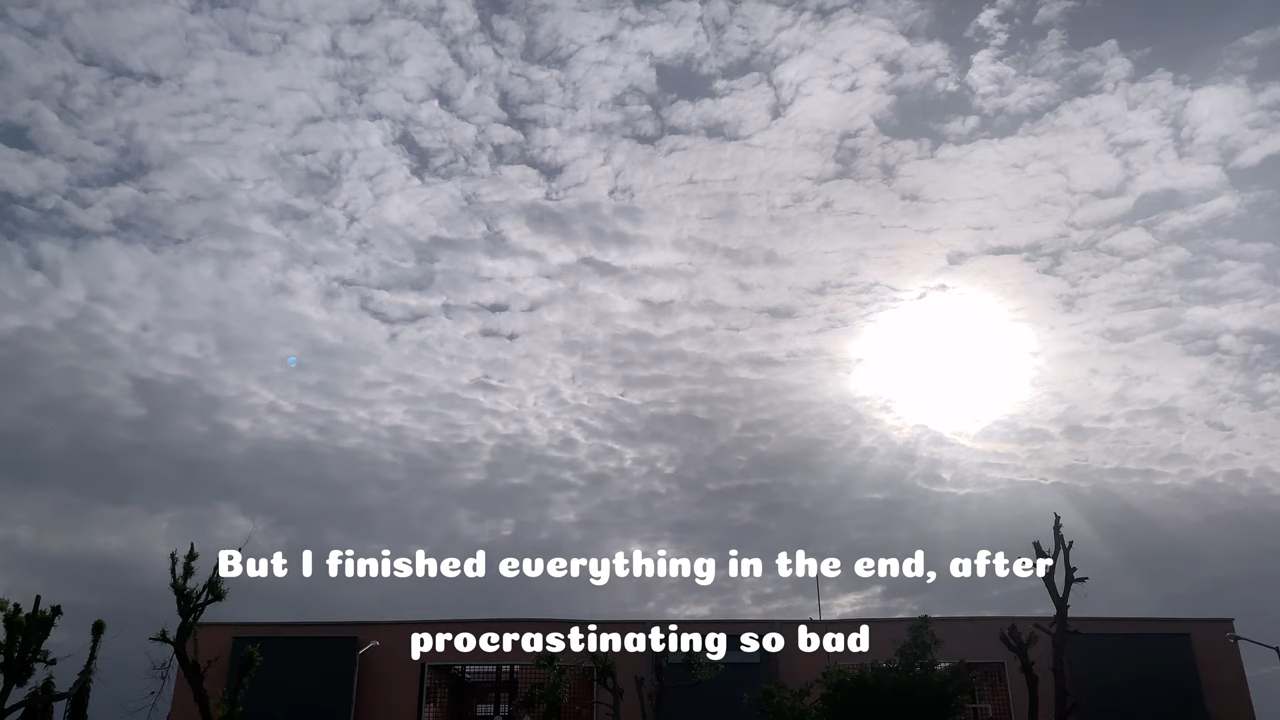 But I finished everything in the end, after
procrastinating so bad